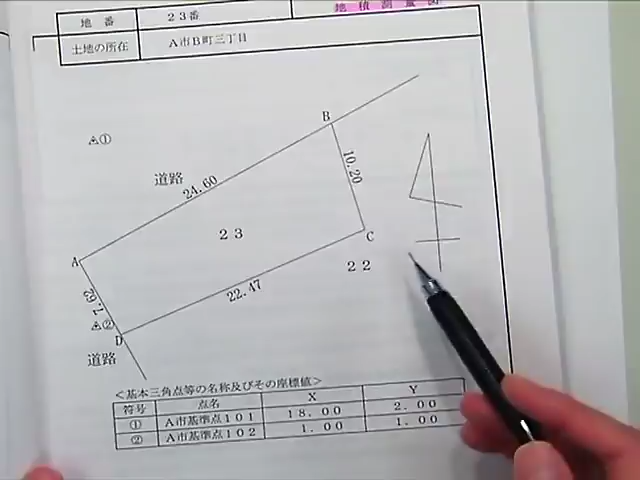 地積測量図
地番 ２３番
土地の所在 Ａ市Ｂ町三丁目
B
①
道路
24.60
10.20
２３
A
C
２２
7.29
22.47
②
D
道路
＜基本三角点等の名称及びその座標値＞
符号 点名 X Y
① Ａ市基準点１０１ １８．００ ２．００
② Ａ市基準点１０２ １．００ １．００